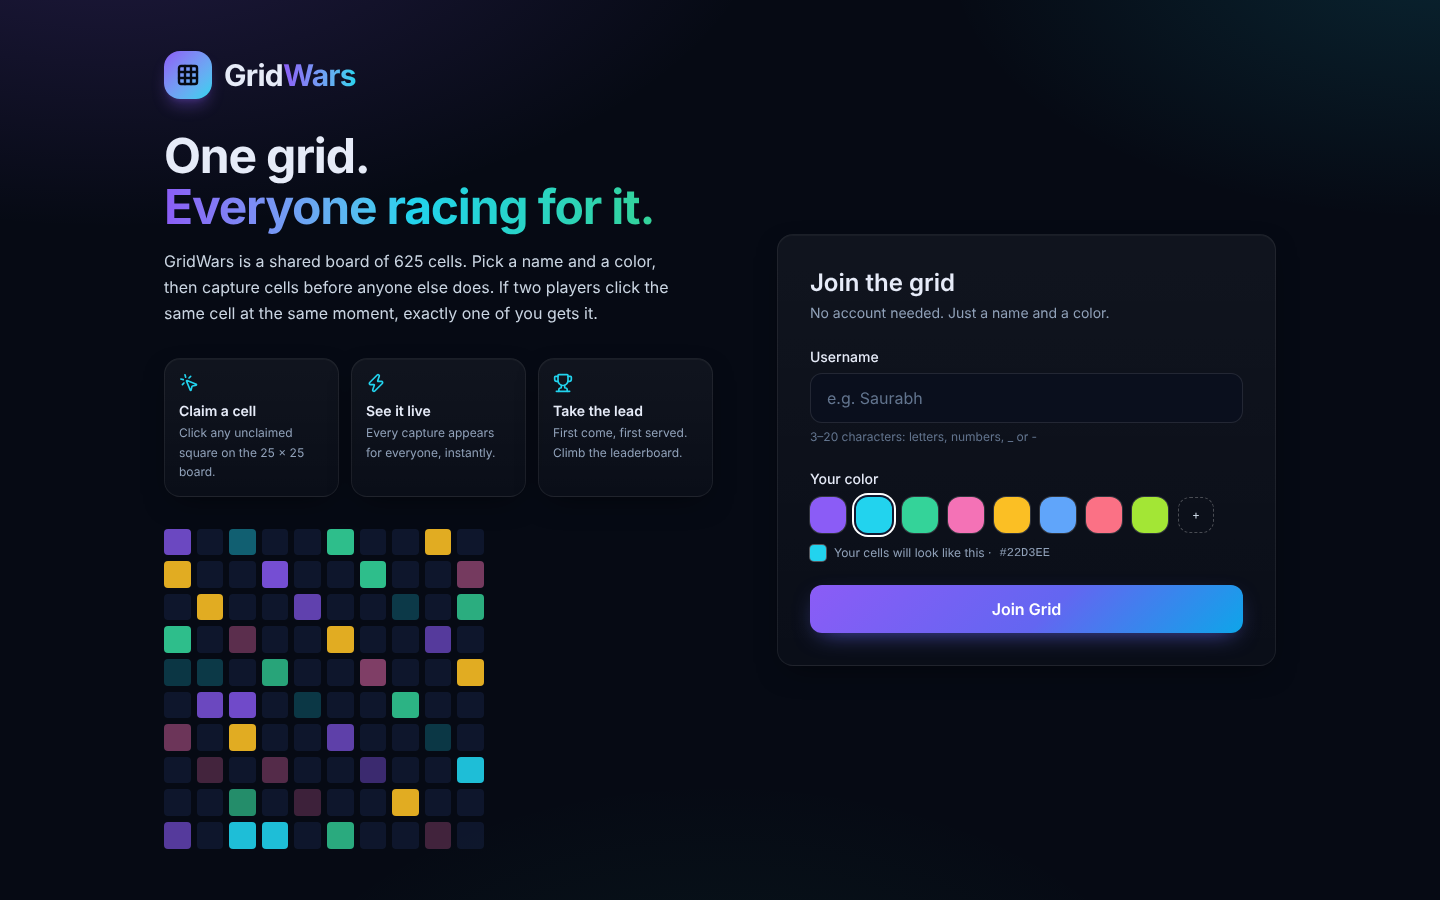 GridWars
One grid.
Everyone racing for it.
GridWars is a shared board of 625 cells. Pick a name and a color,
then capture cells before anyone else does. If two players click the
same cell at the same moment, exactly one of you gets it.
Claim a cell
Click any unclaimed
square on the 25 × 25
board.
See it live
Every capture appears
for everyone, instantly.
Take the lead
First come, first served.
Climb the leaderboard.
Join the grid
No account needed. Just a name and a color.
Username
e.g. Saurabh
3–20 characters: letters, numbers, _ or -
Your color
+
Your cells will look like this · #22D3EE
Join Grid